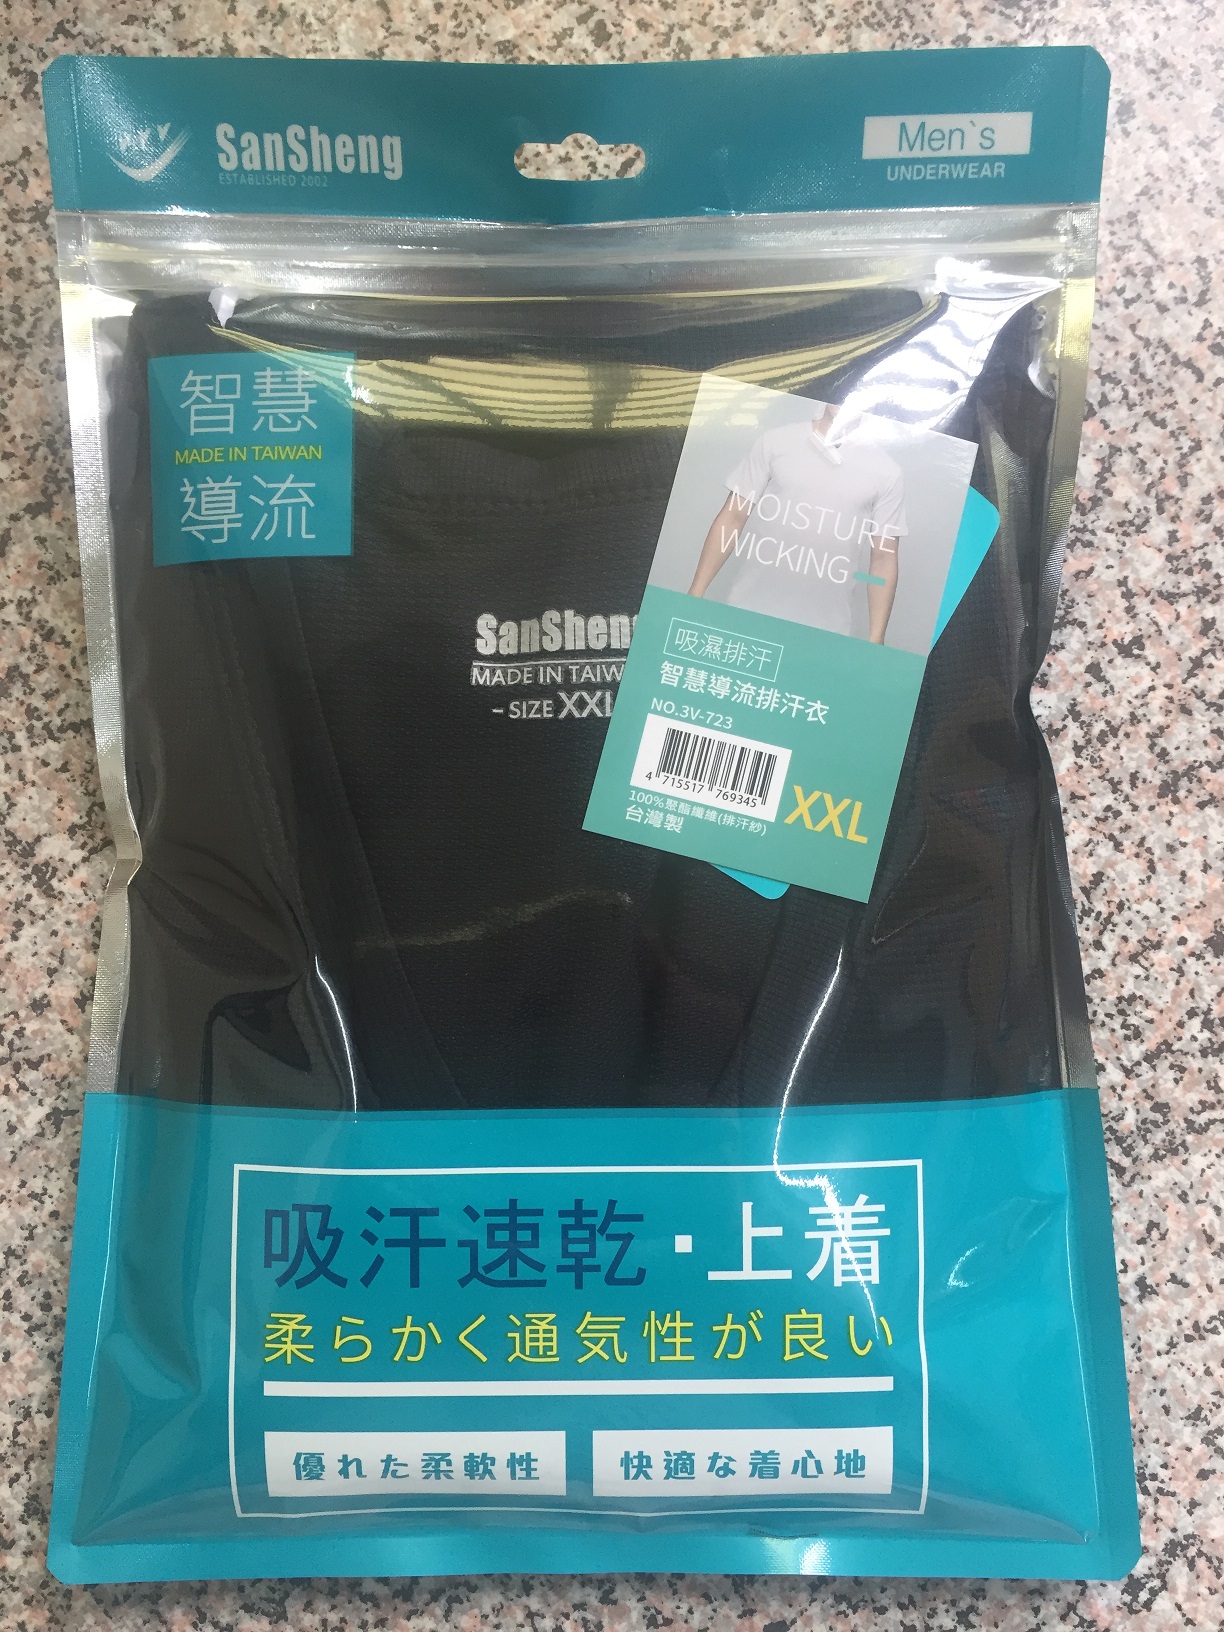 SanSheng
ESTABLISHED 2002
Men`s
UNDERWEAR
智慧
MADE IN TAIWAN
導流
SanSheng
MADE IN
- SIZE XXL
MOISTURE
WICKING
吸濕排汗
智慧導流排汗衣
NO.3V-723
4 715517 769345
XXL
100%聚酯纖維(排汗紗)
台灣製
吸汗速乾·上着
柔らかく通気性が良い
優れた柔軟性
快適な着心地